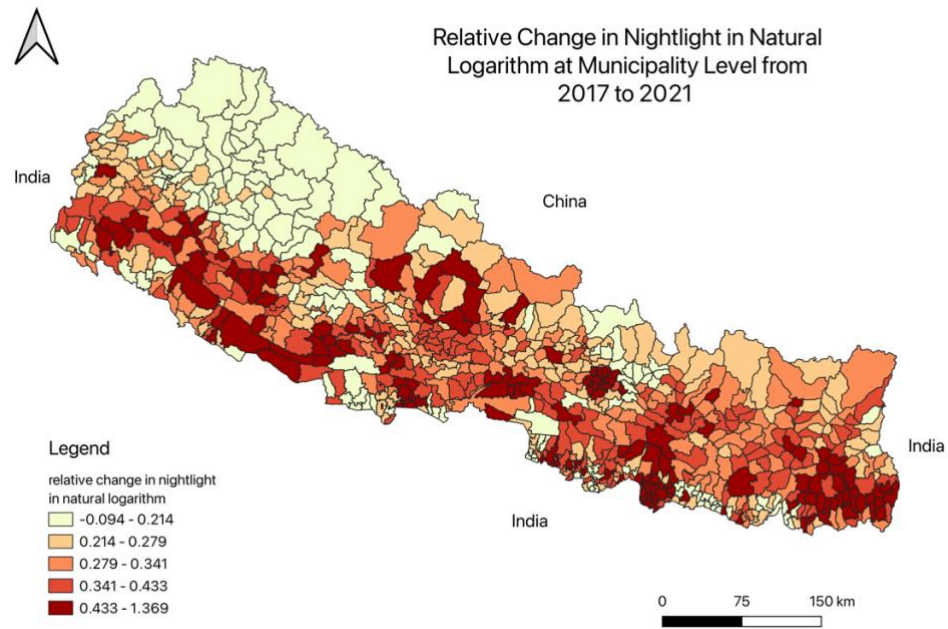 Relative Change in Nightlight in Natural
Logarithm at Municipality Level from
2017 to 2021
India
China
India
India
Legend
relative change in nightlight
in natural logarithm
-0.094 - 0.214
0.214 - 0.279
0.279 - 0.341
0.341 - 0.433
0.433 - 1.369
0 75 150 km